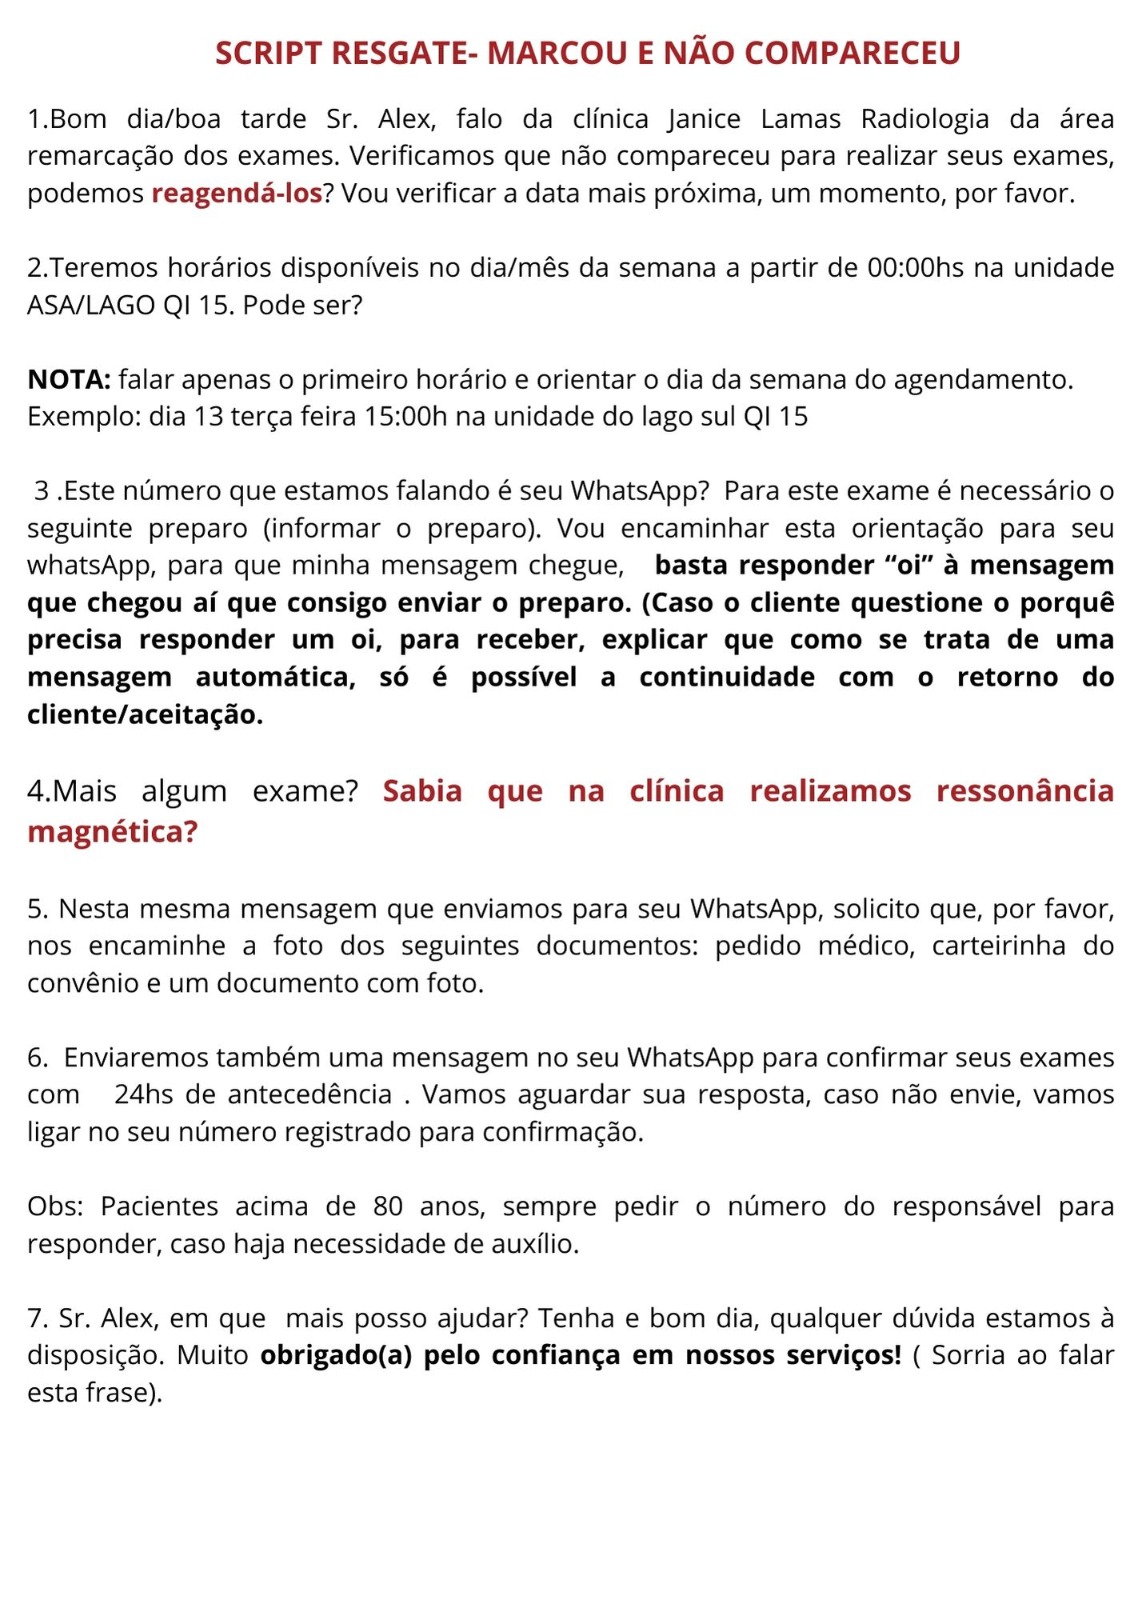 SCRIPT RESGATE- MARCOU E NÃO COMPARECEU
1.Bom dia/boa tarde Sr. Alex, falo da clínica Janice Lamas Radiologia da área
remarcação dos exames. Verificamos que não compareceu para realizar seus exames,
podemos reagendá-los? Vou verificar a data mais próxima, um momento, por favor.
2.Teremos horários disponíveis no dia/mês da semana a partir de 00:00hs na unidade
ASA/LAGO QI 15. Pode ser?
NOTA: falar apenas o primeiro horário e orientar o dia da semana do agendamento.
Exemplo: dia 13 terça feira 15:00h na unidade do lago sul QI 15
3 .Este número que estamos falando é seu WhatsApp? Para este exame é necessário o
seguinte preparo (informar o preparo). Vou encaminhar esta orientação para seu
whatsApp, para que minha mensagem chegue, basta responder “oi” à mensagem
que chegou aí que consigo enviar o preparo. (Caso o cliente questione o porquê
precisa responder um oi, para receber, explicar que como se trata de uma
mensagem automática, só é possível a continuidade com o retorno do
cliente/aceitação.
4.Mais algum exame? Sabia que na clínica realizamos ressonância
magnética?
5. Nesta mesma mensagem que enviamos para seu WhatsApp, solicito que, por favor,
nos encaminhe a foto dos seguintes documentos: pedido médico, carteirinha do
convênio e um documento com foto.
6. Enviaremos também uma mensagem no seu WhatsApp para confirmar seus exames
com 24hs de antecedência . Vamos aguardar sua resposta, caso não envie, vamos
ligar no seu número registrado para confirmação.
Obs: Pacientes acima de 80 anos, sempre pedir o número do responsável para
responder, caso haja necessidade de auxílio.
7. Sr. Alex, em que mais posso ajudar? Tenha e bom dia, qualquer dúvida estamos à
disposição. Muito obrigado(a) pelo confiança em nossos serviços! ( Sorria ao falar
esta frase).